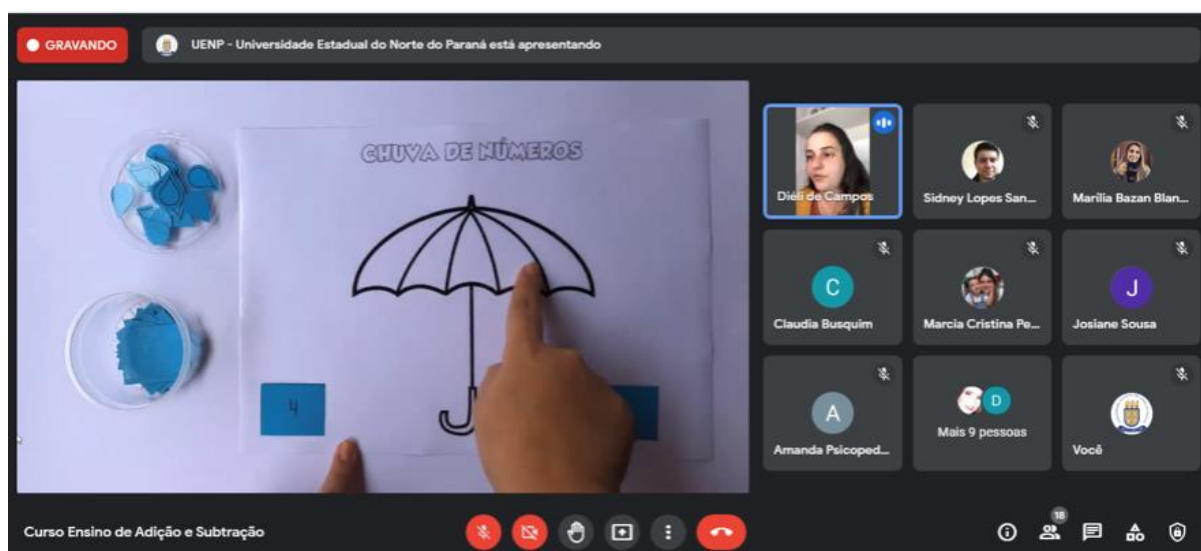 GRAVANDO
UENP - Universidade Estadual do Norte do Paraná está apresentando
CHUVA DE NÚMEROS
4
Diéli de Campos
Sidney Lopes San...
Marília Bazan Blan...
C
Claudia Busquim
Marcia Cristina Pe...
J
Josiane Sousa
A
Amanda Psicoped...
D
Mais 9 pessoas
Você
Curso Ensino de Adição e Subtração
18